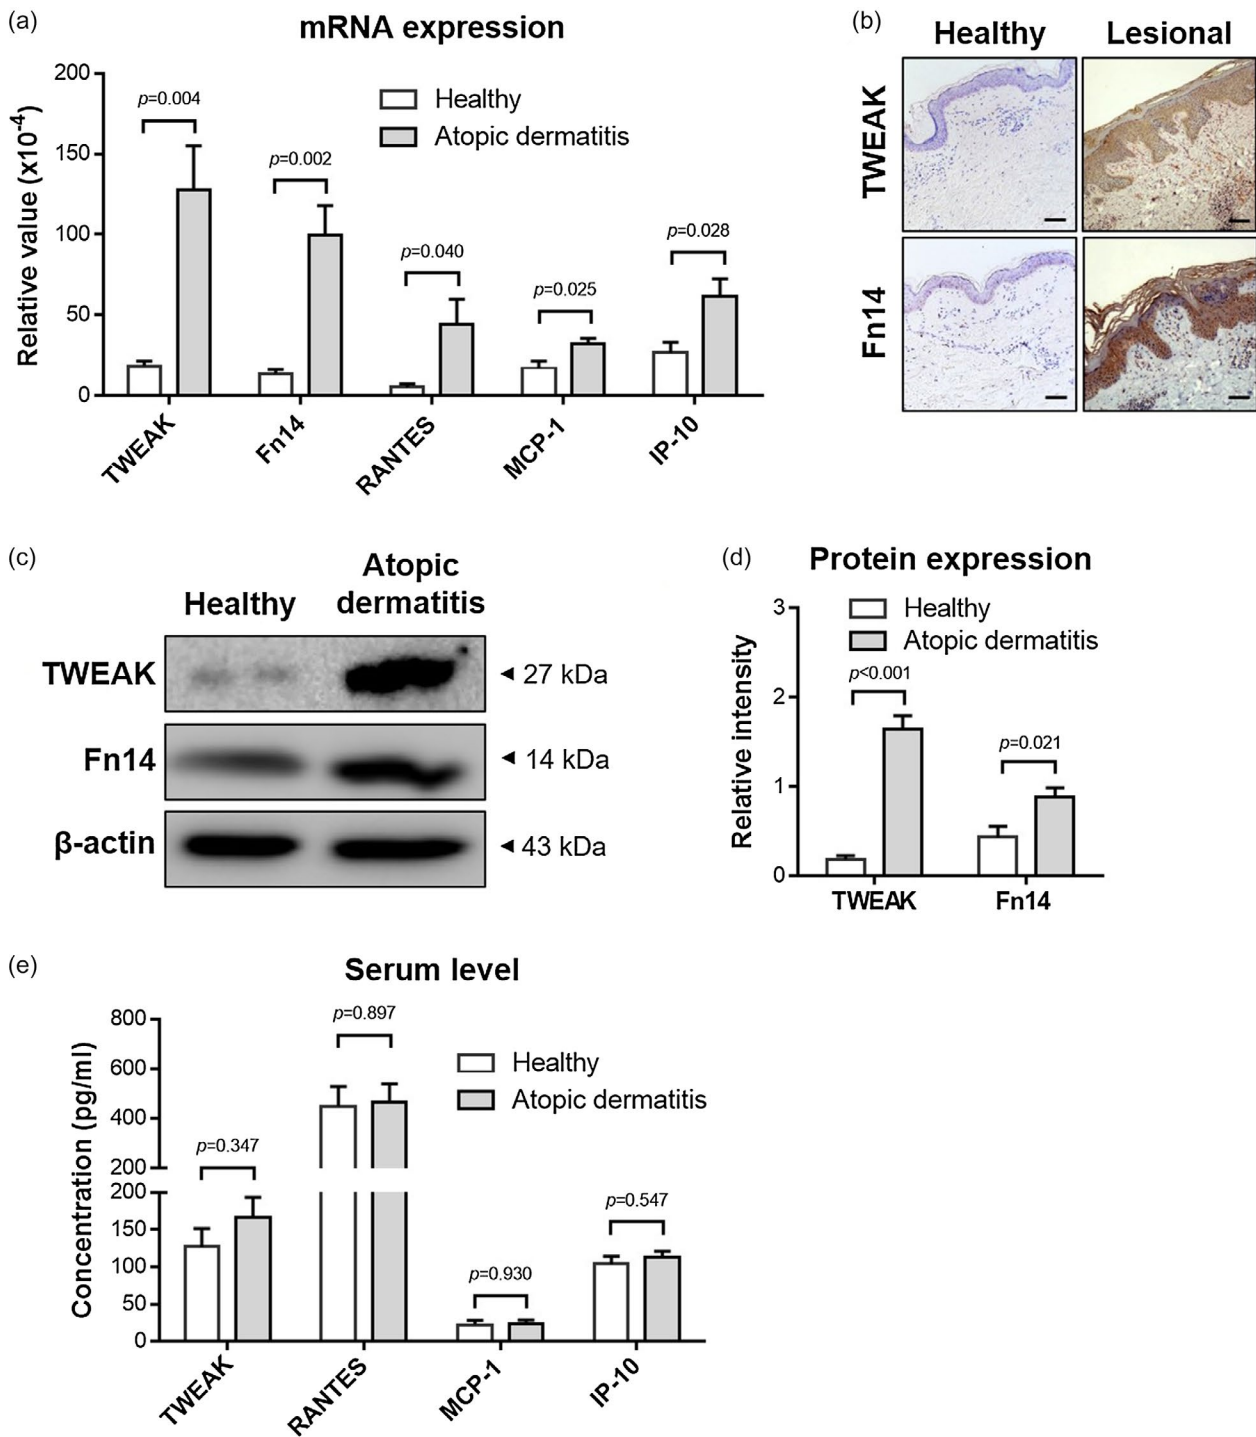 (a)
mRNA expression
Relative value (x10-4)
200
150
100
50
0
Healthy
Atopic dermatitis
p=0.004
p=0.002
p=0.040
p=0.025
p=0.028
TWEAK
Fn14
RANTES
MCP-1
IP-10
(b)
Healthy Lesional
TWEAK
Fn14
(c)
Healthy
Atopic
dermatitis
TWEAK
27 kDa
Fn14
14 kDa
β-actin
43 kDa
(d)
Protein expression
Relative intensity
3
2
1
0
Healthy
Atopic dermatitis
p<0.001
p=0.021
TWEAK
Fn14
(e)
Serum level
Concentration (pg/ml)
800
600
400
200
200
150
100
50
0
Healthy
Atopic dermatitis
p=0.347
p=0.897
p=0.930
p=0.547
TWEAK
RANTES
MCP-1
IP-10